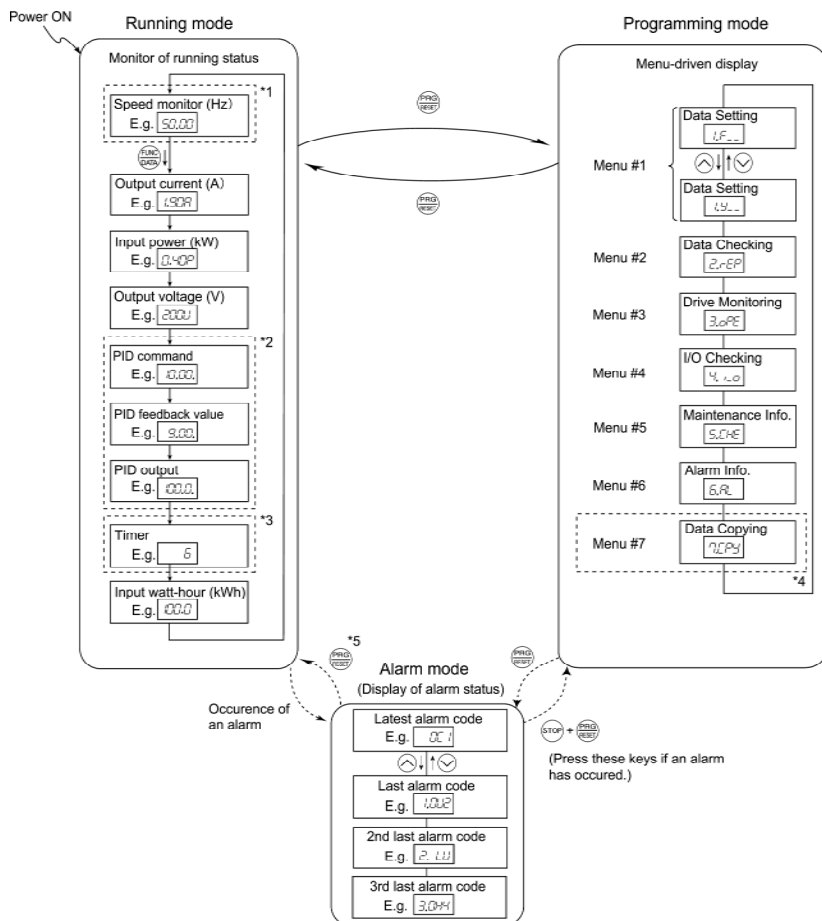 Power ON
Running mode
Monitor of running status
*1
Speed monitor (Hz)
E.g. 50.00
FUNC
DATA
Output current (A)
E.g. 1.90A
Input power (kW)
E.g. 0.40P
Output voltage (V)
E.g. 200U
*2
PID command
E.g. 10.00.
PID feedback value
E.g. 9.00.
PID output
E.g. 100.0.
*3
Timer
E.g. 6
Input watt-hour (kWh)
E.g. 100.0
PRG
RESET
PRG
RESET
Programming mode
Menu-driven display
Menu #1
Data Setting
1.F__
Data Setting
1.y__
Menu #2
Data Checking
2.rEP
Menu #3
Drive Monitoring
3.oPE
Menu #4
I/O Checking
4.i_o
Menu #5
Maintenance Info.
5.CHE
Menu #6
Alarm Info.
6.AL
Menu #7
Data Copying
7.CPY
*4
*5
PRG
RESET
Occurence of
an alarm
PRG
RESET
STOP + PRG
RESET
(Press these keys if an alarm
has occured.)
Alarm mode
(Display of alarm status)
Latest alarm code
E.g. OC1
Last alarm code
E.g. 1.OU2
2nd last alarm code
E.g. 2. LU
3rd last alarm code
E.g. 3.OH4